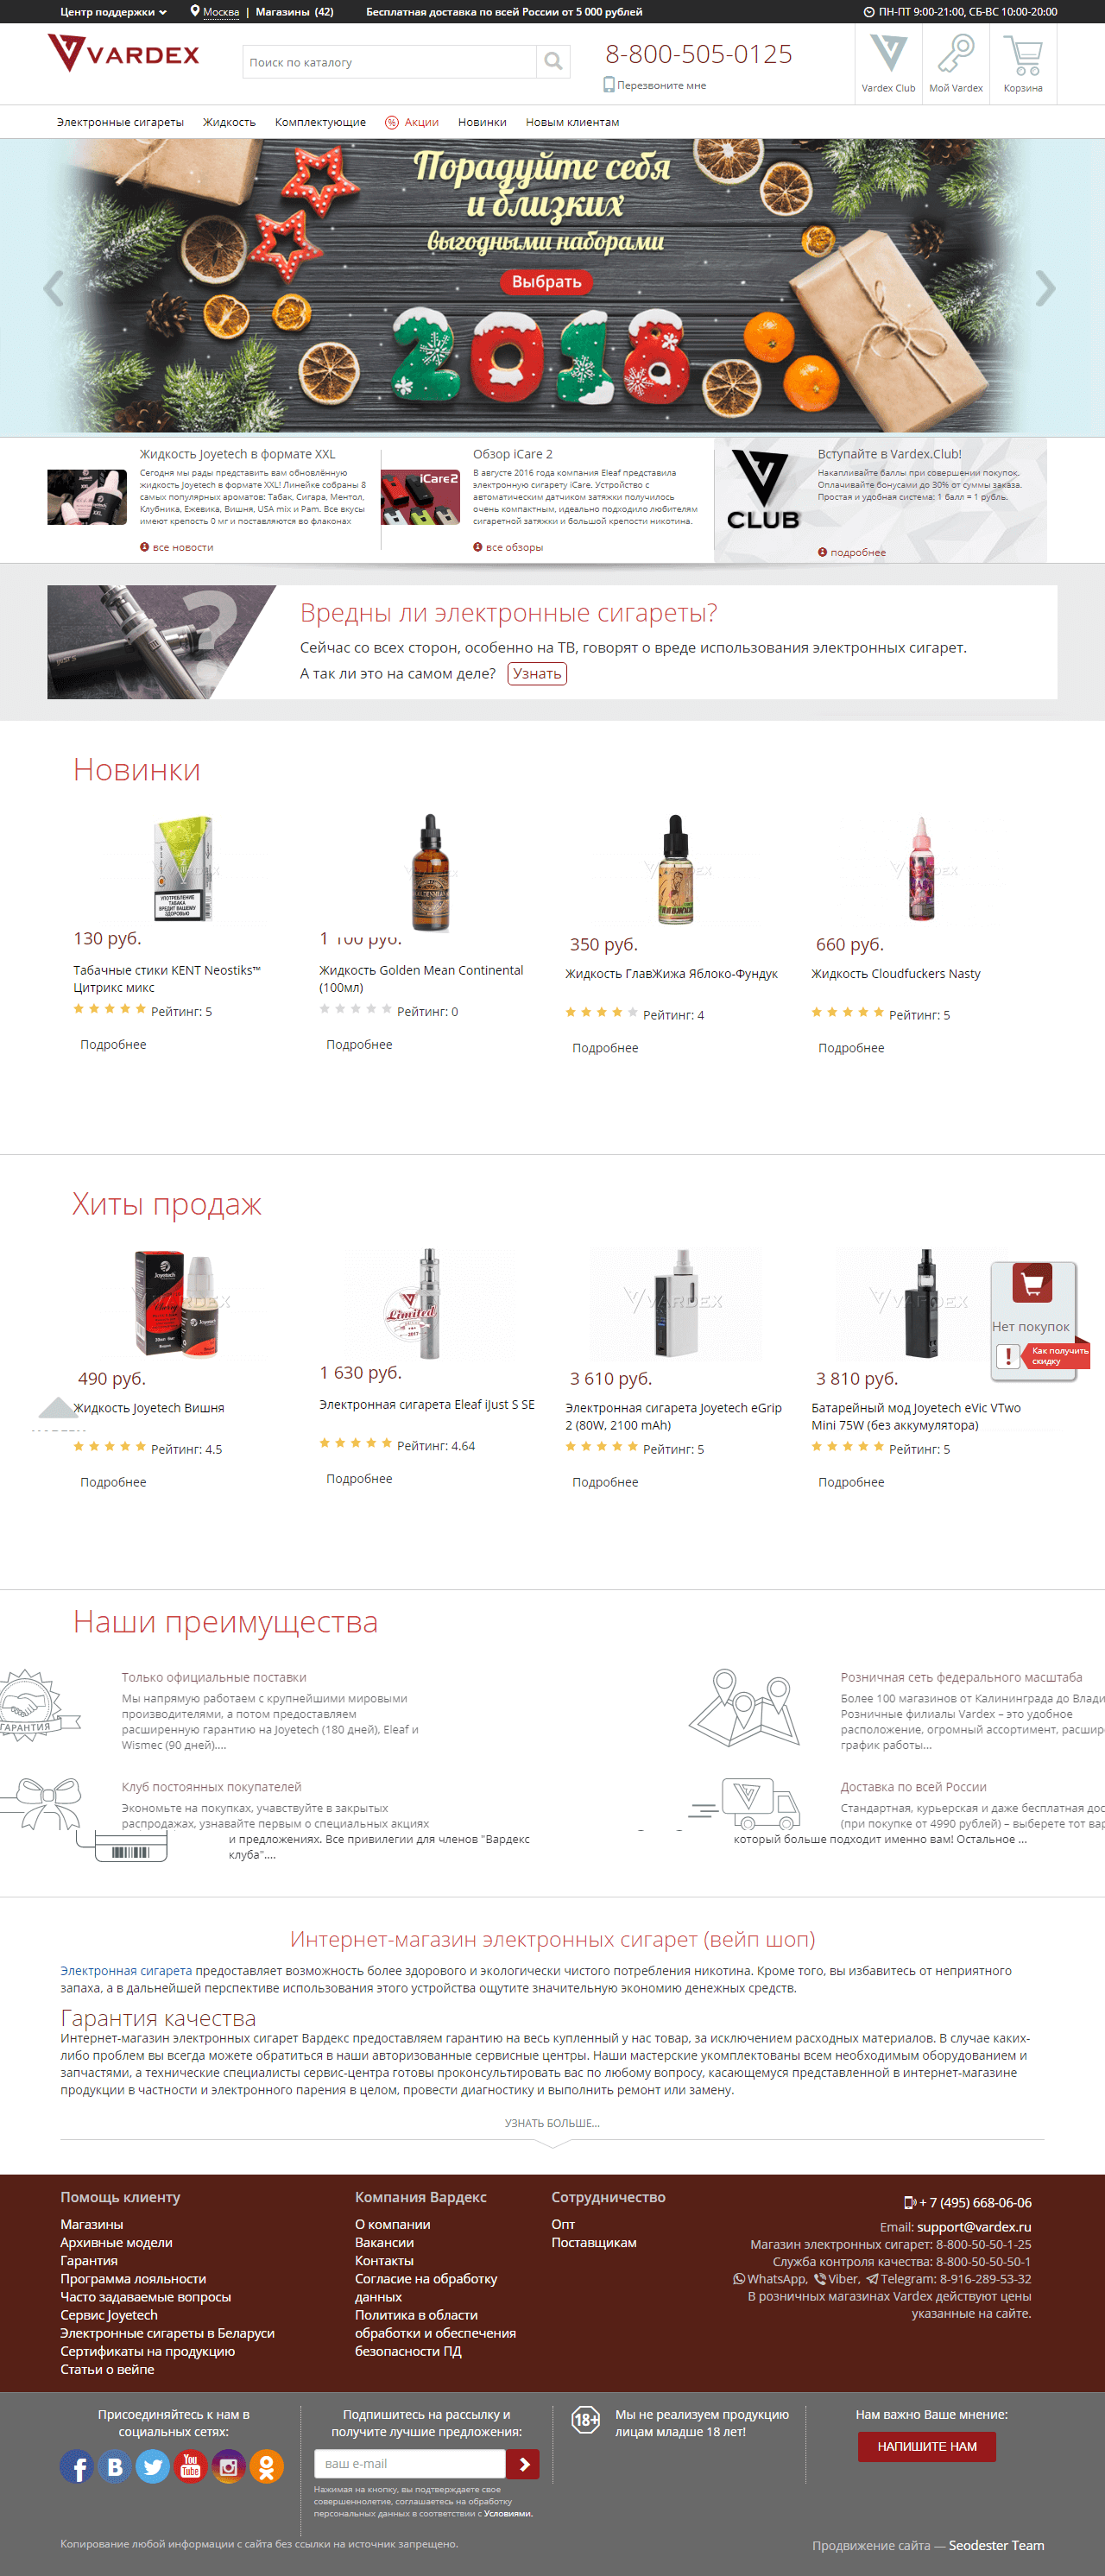 Центр поддержки
Москва | Магазины (42)
Бесплатная доставка по всей России от 5 000 рублей
ПН-ПТ 9:00-21:00, СБ-ВС 10:00-20:00
VARDEX
Поиск по каталогу
8-800-505-0125
Перезвоните мне
Vardex Club
Мой Vardex
Корзина
Электронные сигареты
Жидкость
Комплектующие
% Акции
Новинки
Новым клиентам
Порадуйте себя
и близких
выгодными наборами
Выбрать
2018
Жидкость Joyetech в формате XXL
Сегодня мы рады представить вам обновлённую
жидкость Joyetech в формате XXL! Линейке собраны 8
самых популярных ароматов: Табак, Сигара, Ментол,
Клубника, Ежевика, Вишня, USA mix и Pam. Все вкусы
имеют крепость 0 мг и поставляются во флаконах
все новости
iCare2
Обзор iCare 2
В августе 2016 года компания Eleaf представила
электронную сигарету iCare. Устройство с
автоматическим датчиком затяжки получилось
очень компактным, идеально подходило любителям
сигаретной затяжки и большой крепости никотина.
все обзоры
CLUB
Вступайте в Vardex.Club!
Накапливайте баллы при совершении покупок.
Оплачивайте бонусами до 30% от суммы заказа.
Простая и удобная система: 1 балл = 1 рубль.
подробнее
?
Вредны ли электронные сигареты?
Сейчас со всех сторон, особенно на ТВ, говорят о вреде использования электронных сигарет.
А так ли это на самом деле? Узнать
Новинки
УПОТРЕБЛЕНИЕ
ТАБАКА
ВРЕДИТ ВАШЕМУ
ЗДОРОВЬЮ
130 руб.
Табачные стики KENT Neostiks™
Цитрикс микс
Рейтинг: 5
Подробнее
1 100 руб.
Жидкость Golden Mean Continental
(100мл)
Рейтинг: 0
Подробнее
VARDEX
350 руб.
Жидкость ГлавЖижа Яблоко-Фундук
Рейтинг: 4
Подробнее
VARDEX
660 руб.
Жидкость Cloudfuckers Nasty
Рейтинг: 5
Подробнее
Хиты продаж
Joyetech
VARDEX
490 руб.
Жидкость Joyetech Вишня
Рейтинг: 4.5
Подробнее
Limited
1 630 руб.
Электронная сигарета Eleaf iJust S SE
Рейтинг: 4.64
Подробнее
VARDEX
3 610 руб.
Электронная сигарета Joyetech eGrip
2 (80W, 2100 mAh)
Рейтинг: 5
Подробнее
VARDEX
3 810 руб.
Батарейный мод Joyetech eVic VTwo
Mini 75W (без аккумулятора)
Рейтинг: 5
Подробнее
Нет покупок
! Как получить
скидку
Наши преимущества
ГАРАНТИЯ
Только официальные поставки
Мы напрямую работаем с крупнейшими мировыми
производителями, а потом предоставляем
расширенную гарантию на Joyetech (180 дней), Eleaf и
Wismec (90 дней)....
Розничная сеть федерального масштаба
Более 100 магазинов от Калининграда до Влади
Розничные филиалы Vardex – это удобное
расположение, огромный ассортимент, расшир
график работы...
Клуб постоянных покупателей
Экономьте на покупках, учавствуйте в закрытых
распродажах, узнавайте первом о специальных акциях
и предложениях. Все привилегии для членов "Вардекс
клуба"....
Доставка по всей России
Стандартная, курьерская и даже бесплатная дос
(при покупке от 4990 рублей) – выберете тот вар
который больше подходит именно вам! Остальное ...
Интернет-магазин электронных сигарет (вейп шоп)
Электронная сигарета предоставляет возможность более здорового и экологически чистого потребления никотина. Кроме того, вы избавитесь от неприятного
запаха, а в дальнейшей перспективе использования этого устройства ощутите значительную экономию денежных средств.
Гарантия качества
Интернет-магазин электронных сигарет Вардекс предоставляем гарантию на весь купленный у нас товар, за исключением расходных материалов. В случае каких-
либо проблем вы всегда можете обратиться в наши авторизованные сервисные центры. Наши мастерские укомплектованы всем необходимым оборудованием и
запчастями, а технические специалисты сервис-центра готовы проконсультировать вас по любому вопросу, касающемуся представленной в интернет-магазине
продукции в частности и электронного парения в целом, провести диагностику и выполнить ремонт или замену.
УЗНАТЬ БОЛЬШЕ...
Помощь клиенту
Магазины
Архивные модели
Гарантия
Программа лояльности
Часто задаваемые вопросы
Сервис Joyetech
Электронные сигареты в Беларуси
Сертификаты на продукцию
Статьи о вейпе
Компания Вардекс
О компании
Вакансии
Контакты
Согласие на обработку
данных
Политика в области
обработки и обеспечения
безопасности ПД
Сотрудничество
Опт
Поставщикам
+ 7 (495) 668-06-06
Email: support@vardex.ru
Магазин электронных сигарет: 8-800-50-50-1-25
Служба контроля качества: 8-800-50-50-50-1
WhatsApp, Viber, Telegram: 8-916-289-53-32
В розничных магазинах Vardex действуют цены
указанные на сайте.
Присоединяйтесь к нам в
социальных сетях:
You
Tube
Подпишитесь на рассылку и
получите лучшие предложения:
ваш e-mail
Нажимая на кнопку, вы подтверждаете свое
совершеннолетие, соглашаетесь на обработку
персональных данных в соответствии с Условиями.
18+
Мы не реализуем продукцию
лицам младше 18 лет!
Нам важно Ваше мнение:
НАПИШИТЕ НАМ
Копирование любой информации с сайта без ссылки на источник запрещено.
Продвижение сайта — Seodester Team